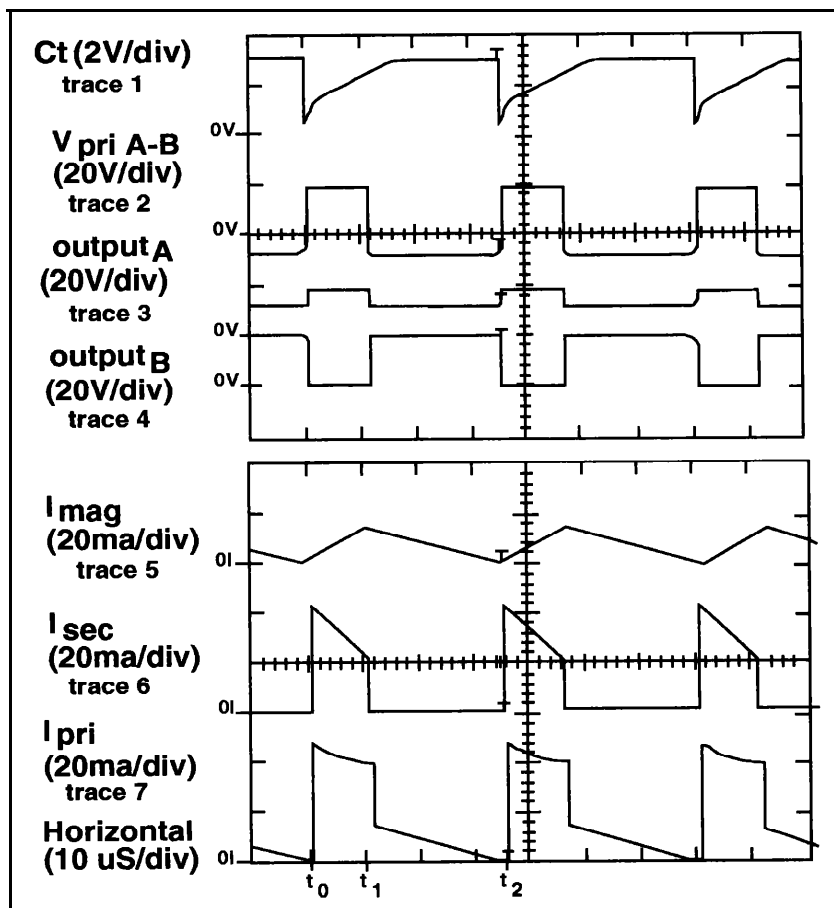 Ct (2V/div)
trace 1
0V
V pri A-B
(20V/div)
trace 2
0V
output A
(20V/div)
trace 3
0V
output B
(20V/div)
0V
trace 4
I mag
(20ma/div)
trace 5
0I
I sec
(20ma/div)
trace 6
0I
I pri
(20ma/div)
trace 7
Horizontal
(10 uS/div)
0I
t0 t1 t2